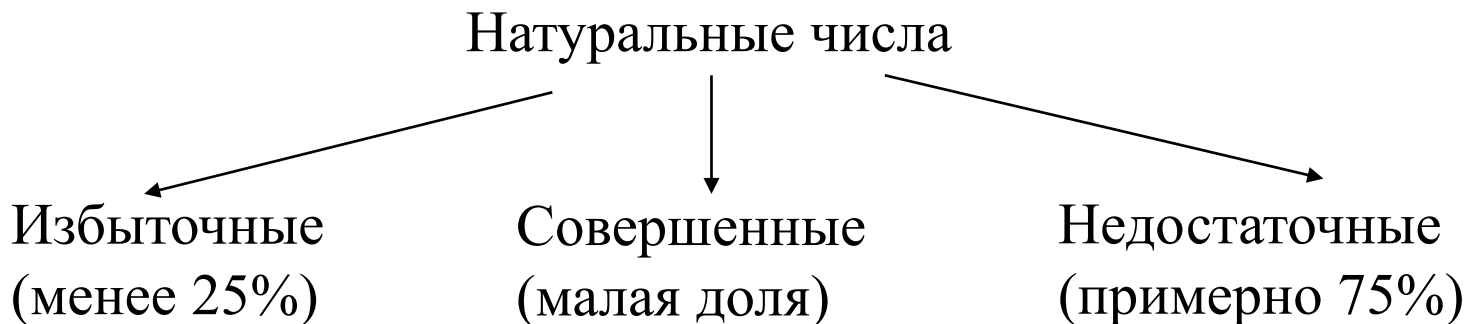 Натуральные числа
Избыточные
(менее 25%)
Совершенные
(малая доля)
Недостаточные
(примерно 75%)